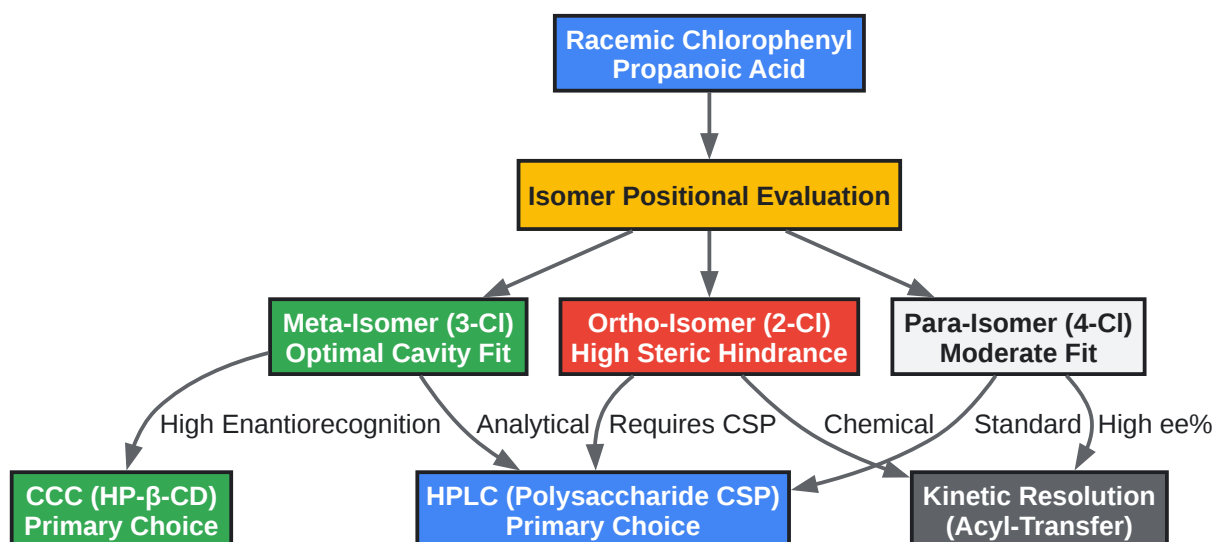 Racemic Chlorophenyl
Propanoic Acid
Isomer Positional Evaluation
Meta-Isomer (3-Cl)
Optimal Cavity Fit
Ortho-Isomer (2-Cl)
High Steric Hindrance
Para-Isomer (4-Cl)
Moderate Fit
High Enantiorecognition
Analytical
Requires CSP
Chemical
Standard
High ee%
CCC (HP-β-CD)
Primary Choice
HPLC (Polysaccharide CSP)
Primary Choice
Kinetic Resolution
(Acyl-Transfer)